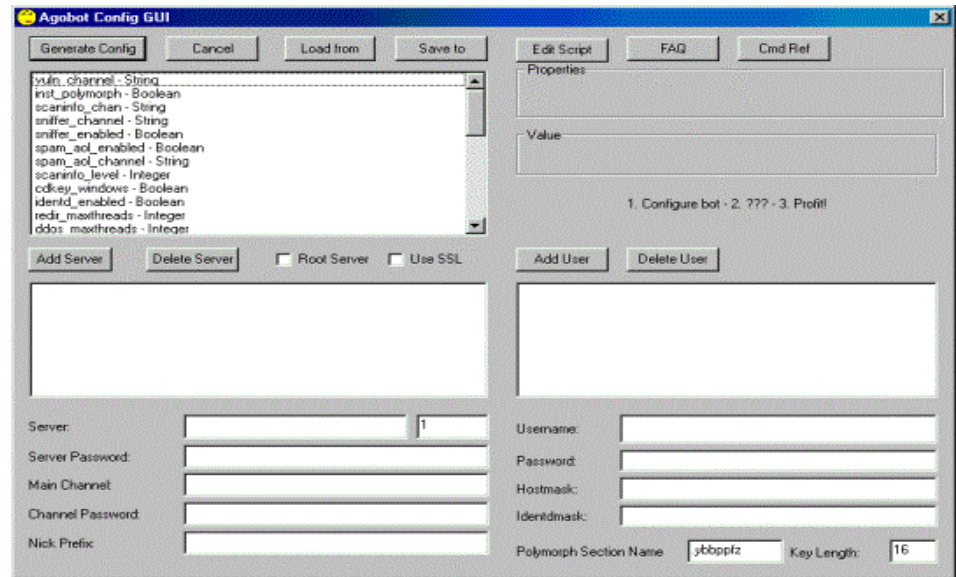 Agobot Config GUI
Generate Config
Cancel
Load from
Save to
Edit Script
FAQ
Cmd Ref
vuln_channel - String
inst_polymorph - Boolean
scaninfo_chan - String
sniffer_channel - String
sniffer_enabled - Boolean
spam_aol_enabled - Boolean
spam_aol_channel - String
scaninfo_level - Integer
cdkey_windows - Boolean
identd_enabled - Boolean
redir_maxthreads - Integer
ddos_maxthreads - Integer
Properties
Value
1. Configure bot - 2. ??? - 3. Profit!
Add Server
Delete Server
Root Server
Use SSL
Add User
Delete User
Server:
1
Server Password:
Main Channel:
Channel Password:
Nick Prefix:
Username:
Password:
Hostmask:
Identdmask:
Polymorph Section Name
ybbppfz
Key Length:
16